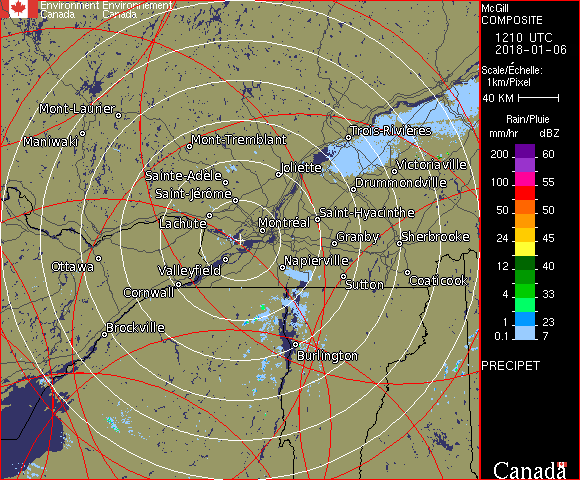 Environment Environnement
Canada Canada
Mont-Laurier
Trois-Rivières
Maniwaki
Mont-Tremblant
Joliette
Victoriaville
Sainte-Adèle
Drummondville
Saint-Jérôme
Saint-Hyacinthe
Lachute
Montréal
Granby
Sherbrooke
Ottawa
Napierville
Valleyfield
Coaticook
Sutton
Cornwall
Brockville
Burlington
McGill
COMPOSITE
1210 UTC
2018-01-06
Scale/Échelle:
1km/Pixel
40 KM
Rain/Pluie
mm/hr dBZ
200 60
100 55
50 50
24 45
12 40
4 33
1 23
0.1 7
PRECIPET
Canada